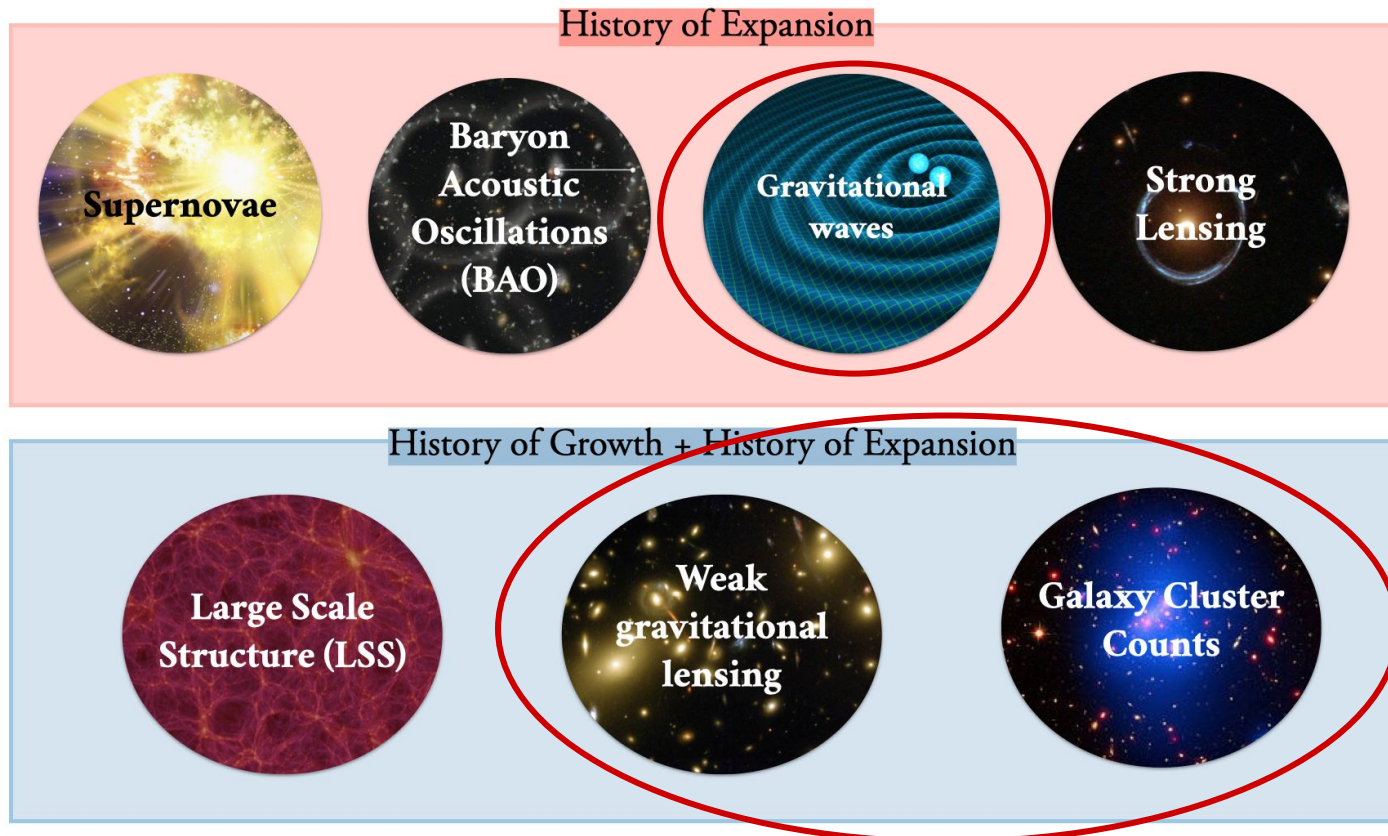 History of Expansion
Supernovae
Baryon
Acoustic
Oscillations
(BAO)
Gravitational
waves
Strong
Lensing
History of Growth + History of Expansion
Large Scale
Structure (LSS)
Weak
gravitational
lensing
Galaxy Cluster
Counts